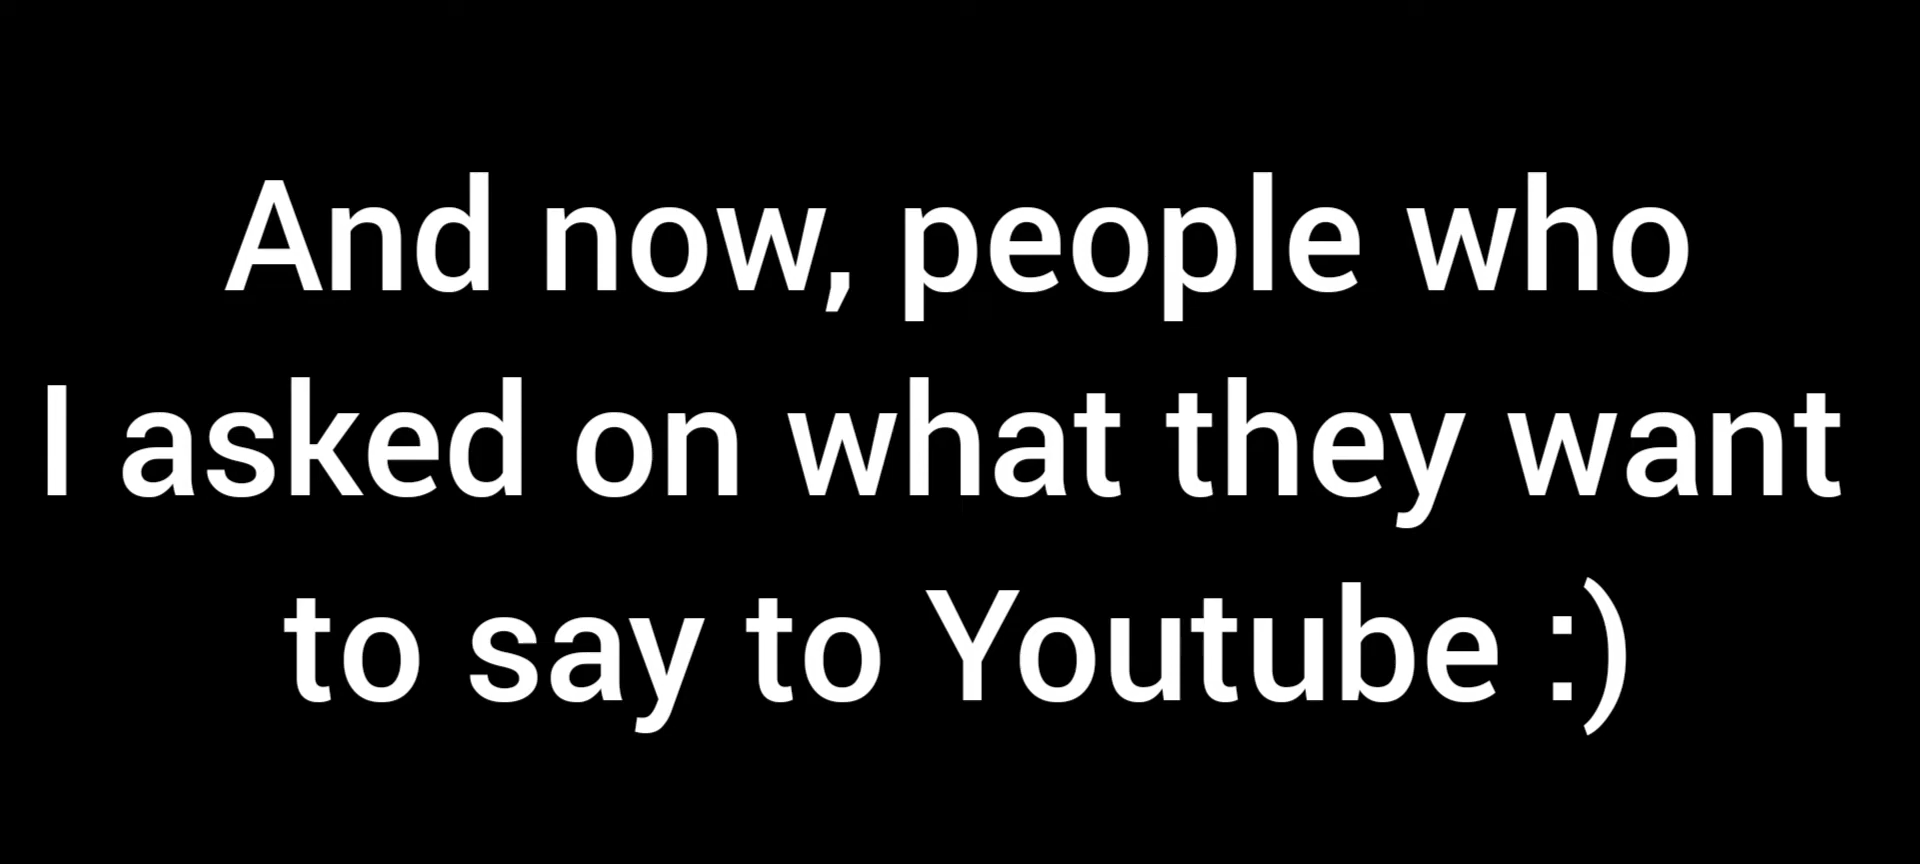 And now, people who
I asked on what they want
to say to Youtube :)